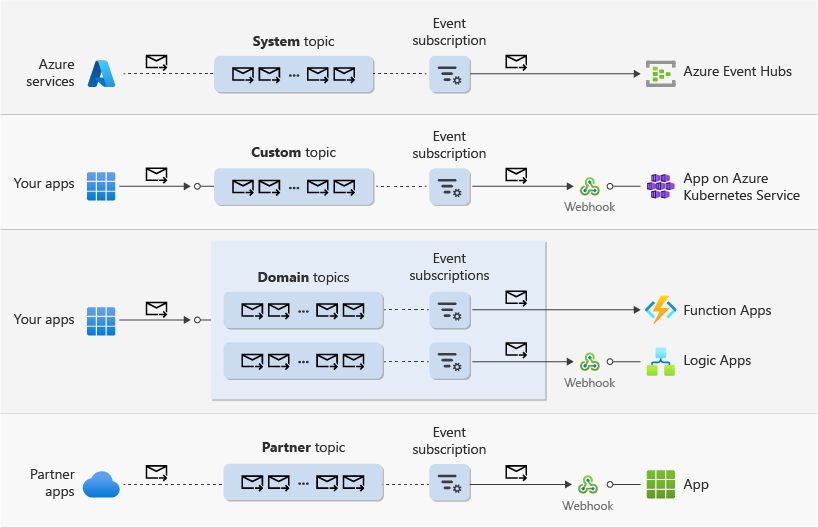 Azure
services
System topic
Event
subscription
Azure Event Hubs
Your apps
Custom topic
Event
subscription
Webhook
App on Azure
Kubernetes Service
Your apps
Domain topics
Event
subscriptions
Function Apps
Webhook
Logic Apps
Partner
apps
Partner topic
Event
subscription
Webhook
App